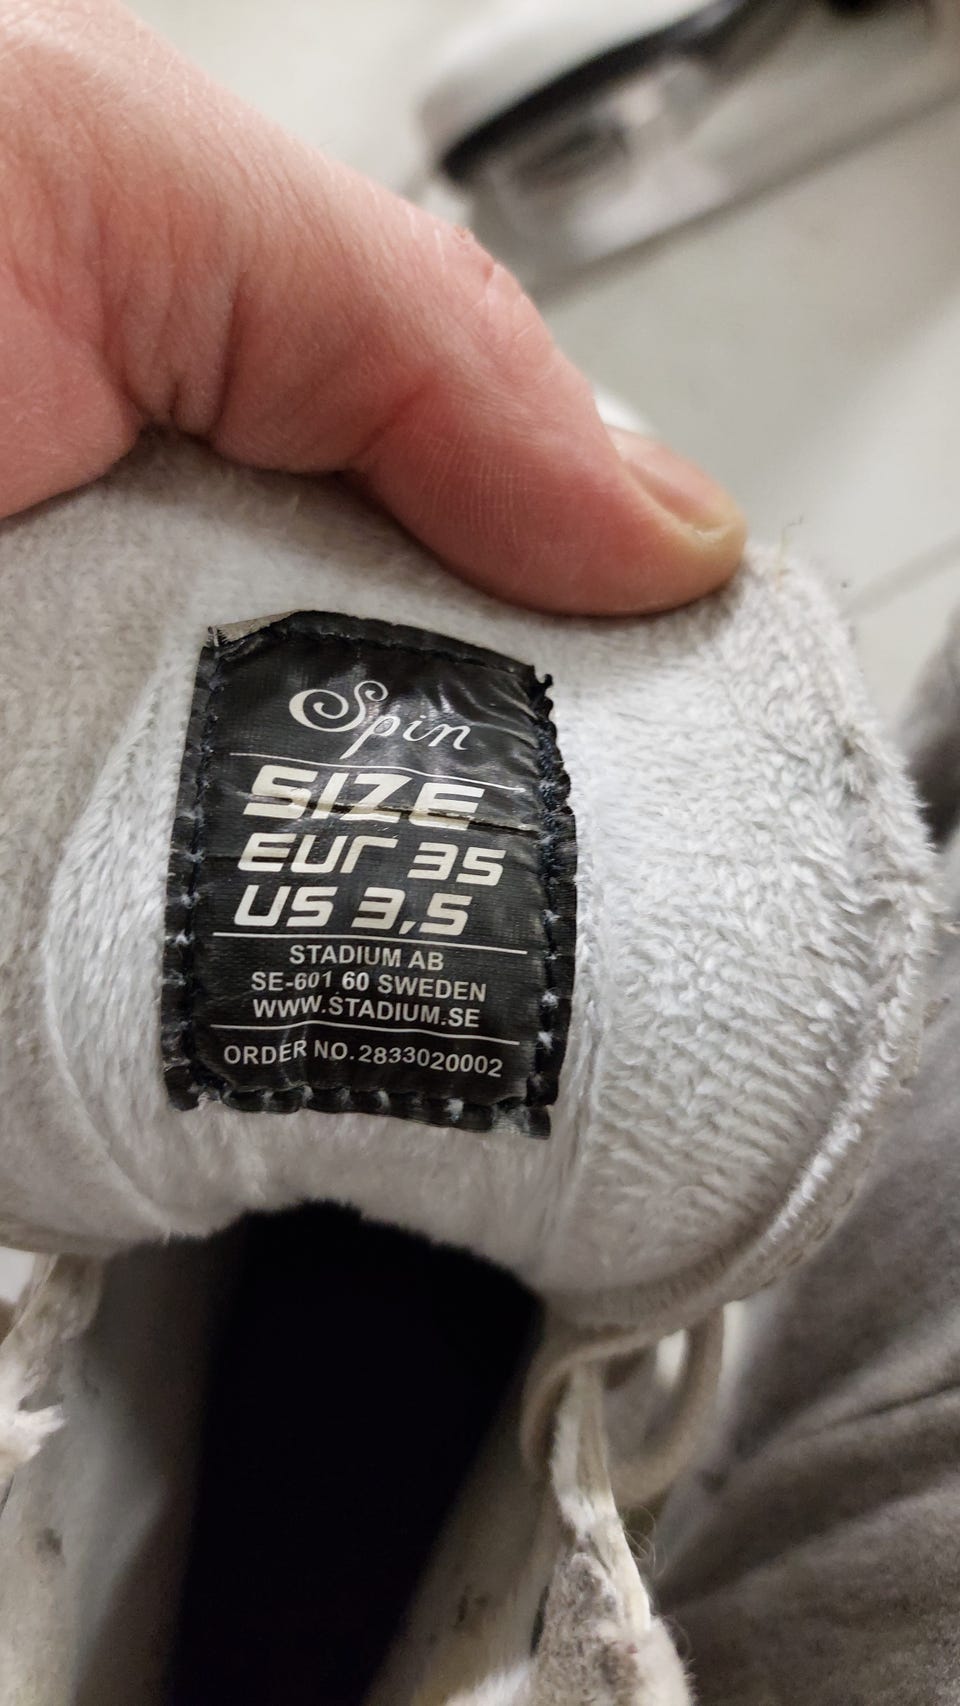 Spin
SIZE
EUR 35
US 3,5
STADIUM AB
SE-601 60 SWEDEN
WWW.STADIUM.SE
ORDER NO.2833020002